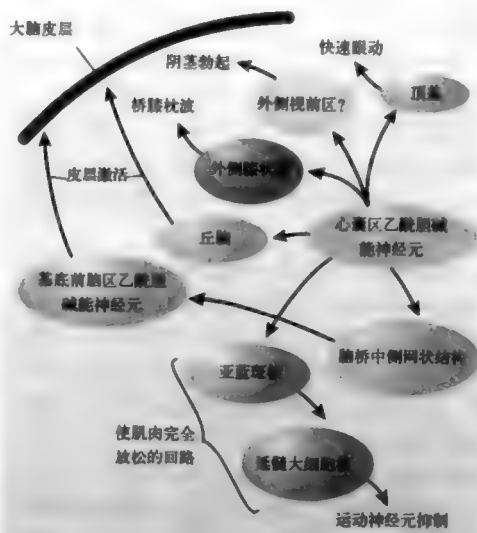 大脑皮层
快速眼动
阴茎勃起
顶盖
桥膝枕波
外侧视前区？
外侧膝状
皮层激活
丘脑
心囊区乙酰胆碱
能神经元
基底前脑区乙酰胆
碱能神经元
脑桥中侧网状结构
亚蓝斑
使肌肉完全
放松的回路
延髓大细胞
运动神经元抑制